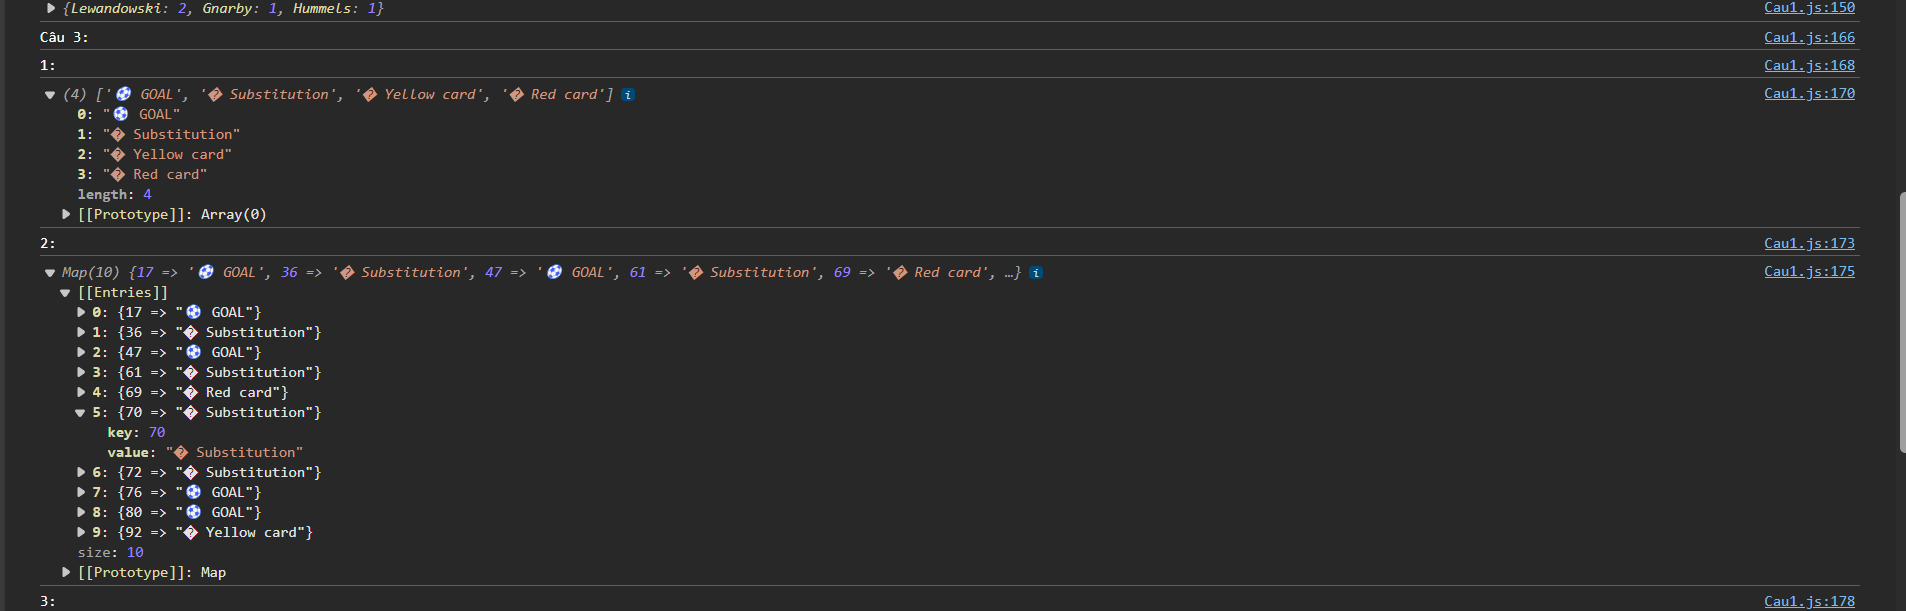 ▶ {Lewandowski: 2, Gnarby: 1, Hummels: 1} Cau1.js:150
Câu 3: Cau1.js:166
1: Cau1.js:168
▼ (4) ['⚽ GOAL', '� Substitution', '� Yellow card', '� Red card'] i Cau1.js:170
0: "⚽ GOAL"
1: "� Substitution"
2: "� Yellow card"
3: "� Red card"
length: 4
▶ [[Prototype]]: Array(0)
2: Cau1.js:173
▼ Map(10) {17 => '⚽ GOAL', 36 => '� Substitution', 47 => '⚽ GOAL', 61 => '� Substitution', 69 => '� Red card', …} i Cau1.js:175
▼ [[Entries]]
▶ 0: {17 => "⚽ GOAL"}
▶ 1: {36 => "� Substitution"}
▶ 2: {47 => "⚽ GOAL"}
▶ 3: {61 => "� Substitution"}
▶ 4: {69 => "� Red card"}
▼ 5: {70 => "� Substitution"}
key: 70
value: "� Substitution"
▶ 6: {72 => "� Substitution"}
▶ 7: {76 => "⚽ GOAL"}
▶ 8: {80 => "⚽ GOAL"}
▶ 9: {92 => "� Yellow card"}
size: 10
▶ [[Prototype]]: Map
3: Cau1.js:178